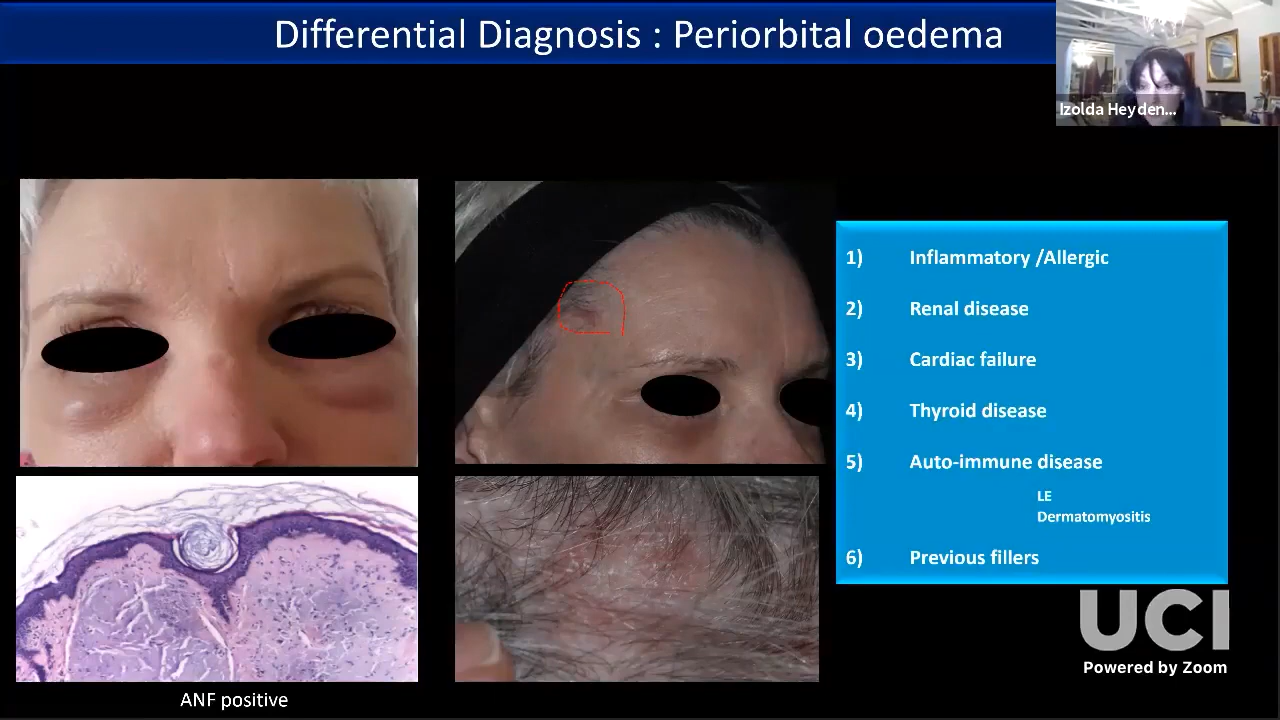 Differential Diagnosis : Periorbital oedema
Izolda Heyden...
1) Inflammatory /Allergic
2) Renal disease
3) Cardiac failure
4) Thyroid disease
5) Auto-immune disease
LE
Dermatomyositis
6) Previous fillers
UCI
Powered by Zoom
ANF positive